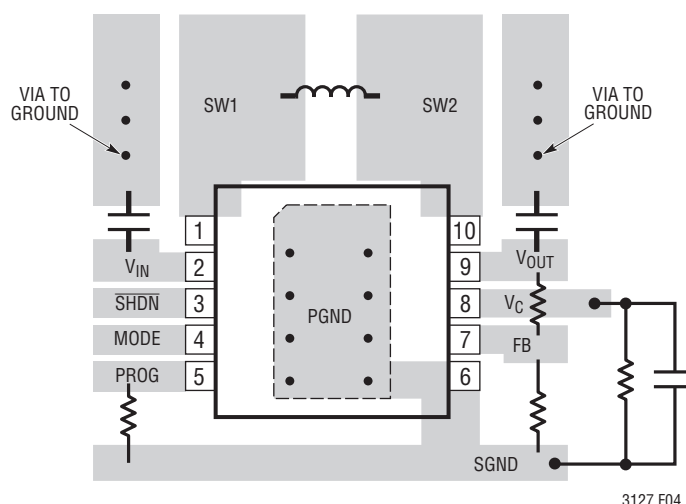 VIA TO
GROUND
SW1
SW2
VIA TO
GROUND
1
10
VIN
2
9
VOUT
SHDN
3
8
VC
MODE
4
PGND
7
FB
PROG
5
6
SGND
3127 F04